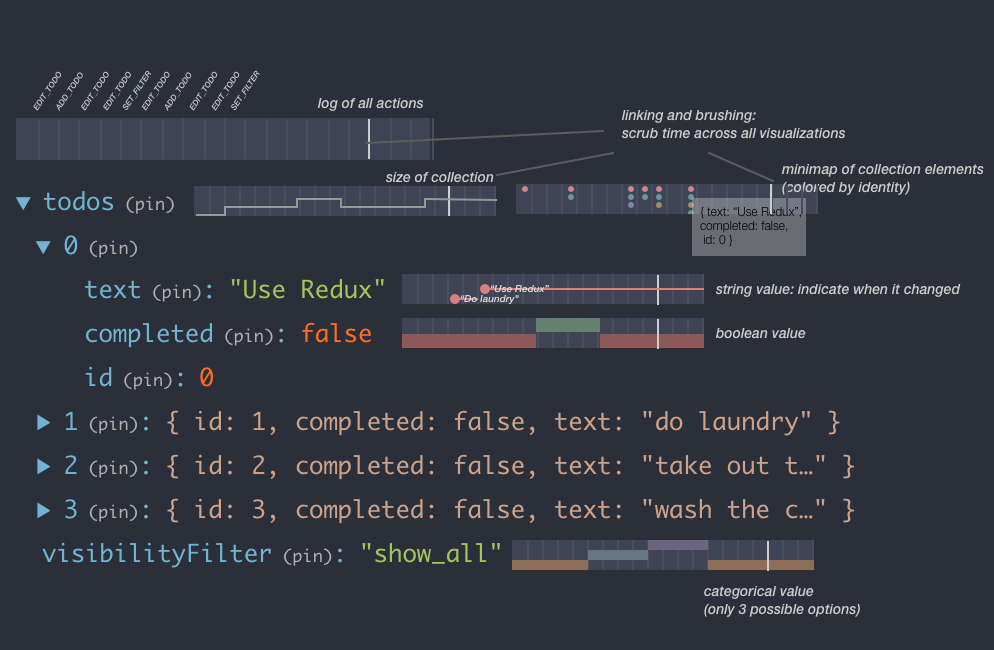 EDIT_TODO
ADD_TODO
EDIT_TODO
EDIT_TODO
SET_FILTER
EDIT_TODO
ADD_TODO
EDIT_TODO
EDIT_TODO
SET_FILTER
log of all actions
linking and brushing:
scrub time across all visualizations
size of collection
minimap of collection elements
(colored by identity)
▼ todos (pin)
{ text: “Use Redux”,
completed: false,
id: 0 }
▼ 0 (pin)
text (pin): "Use Redux"
"Use Redux"
"Do laundry"
string value: indicate when it changed
completed (pin): false
boolean value
id (pin): 0
▶ 1 (pin): { id: 1, completed: false, text: "do laundry" }
▶ 2 (pin): { id: 2, completed: false, text: "take out t…" }
▶ 3 (pin): { id: 3, completed: false, text: "wash the c…" }
visibilityFilter (pin): "show_all"
categorical value
(only 3 possible options)